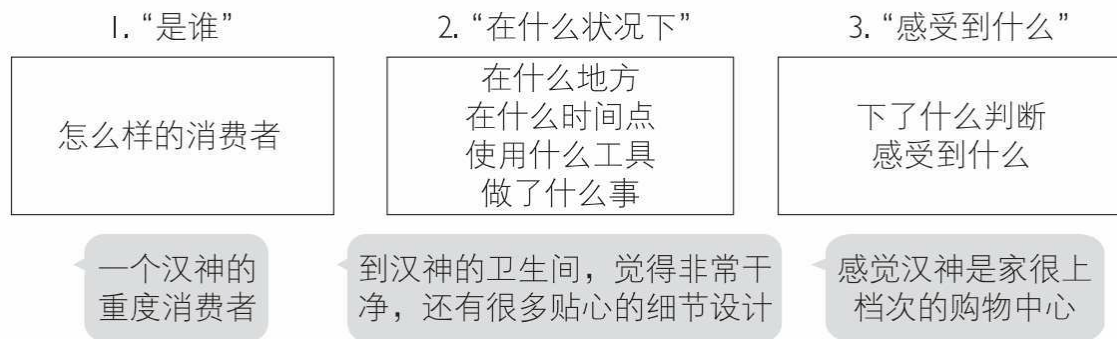 1. “是谁”
2. “在什么状况下”
3. “感受到什么”
怎么样的消费者
在什么地方
在什么时间点
使用什么工具
做了什么事
下了什么判断
感受到什么
一个汉神的
重度消费者
到汉神的卫生间，觉得非常干
净，还有很多贴心的细节设计
感觉汉神是家很上
档次的购物中心